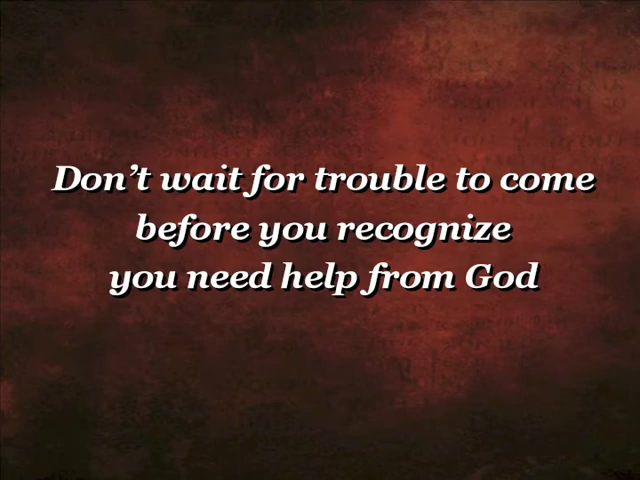 Don’t wait for trouble to come
before you recognize
you need help from God